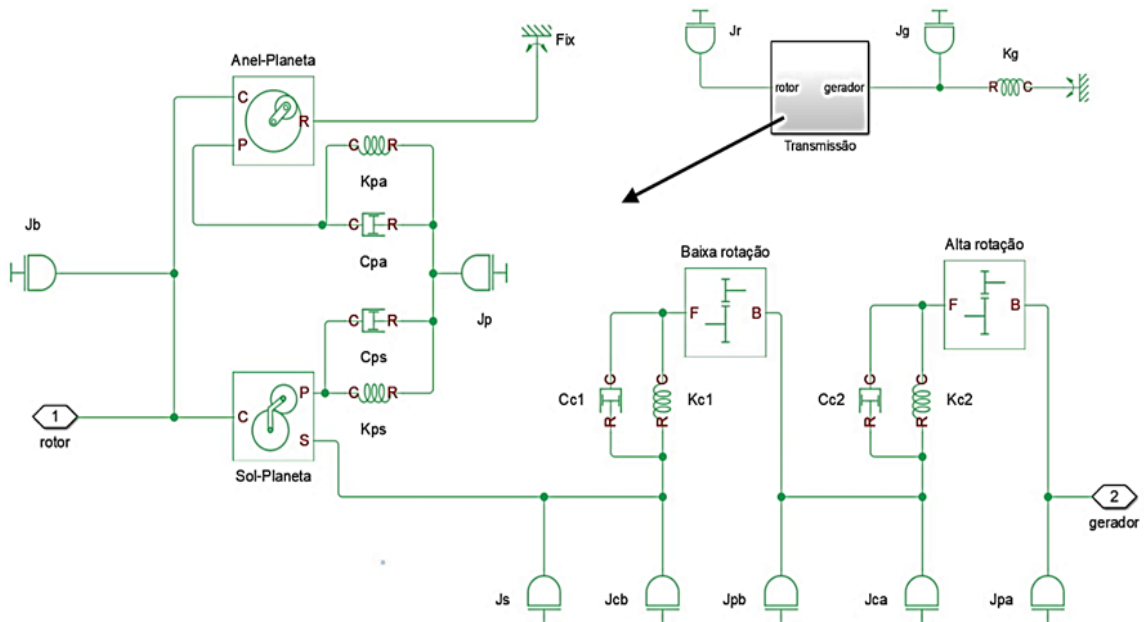 Anel-Planeta
C
P
R
Fix
C
R
Kpa
C
R
Cpa
Jb
Jp
C
R
Cps
C
R
Kps
C
P
S
Sol-Planeta
1
rotor
Jr
Jg
Kg
rotor
gerador
R
C
Transmissão
Baixa rotação
F
B
Alta rotação
F
B
C
R
Cc1
C
R
Kc1
C
R
Cc2
C
R
Kc2
2
gerador
Js
Jcb
Jpb
Jca
Jpa